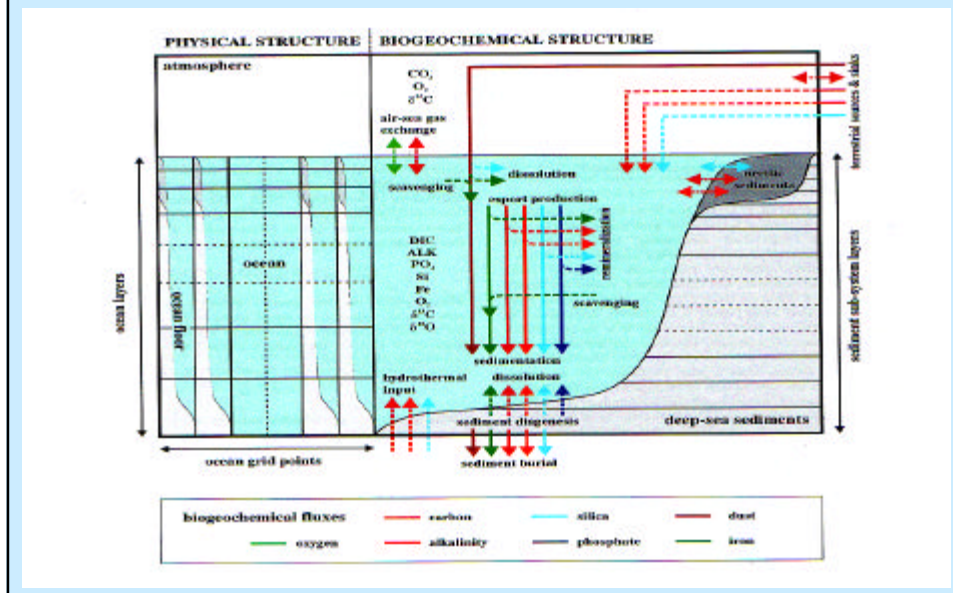 PHYSICAL STRUCTURE
BIOGEOCHEMICAL STRUCTURE
atmosphere
CO₂
O₂
δ¹³C
air-sea gas
exchange
terrestrial sources & sinks
scavenging
dissolution
neritic
sediments
export production
remineralization
DIC
ALK
PO₄
Si
Fe
O₂
δ¹³C
δ¹⁸O
ocean
ocean floor
ocean layers
scavenging
sediment sub-system layers
sedimentation
hydrothermal
Input
dissolution
sediment diagenesis
deep-sea sediments
ocean grid points
sediment burial
biogeochemical fluxes
carbon
silica
dust
oxygen
alkalinity
phosphate
iron